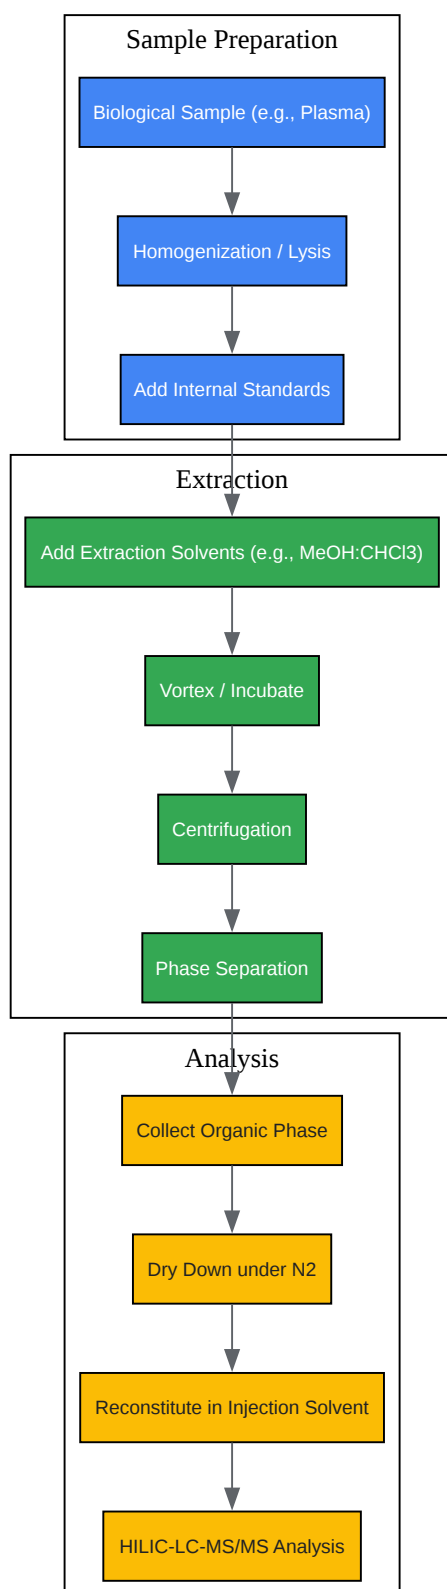 Sample Preparation
Biological Sample (e.g., Plasma)
Homogenization / Lysis
Add Internal Standards
Extraction
Add Extraction Solvents (e.g., MeOH:CHCl3)
Vortex / Incubate
Centrifugation
Phase Separation
Analysis
Collect Organic Phase
Dry Down under N2
Reconstitute in Injection Solvent
HILIC-LC-MS/MS Analysis